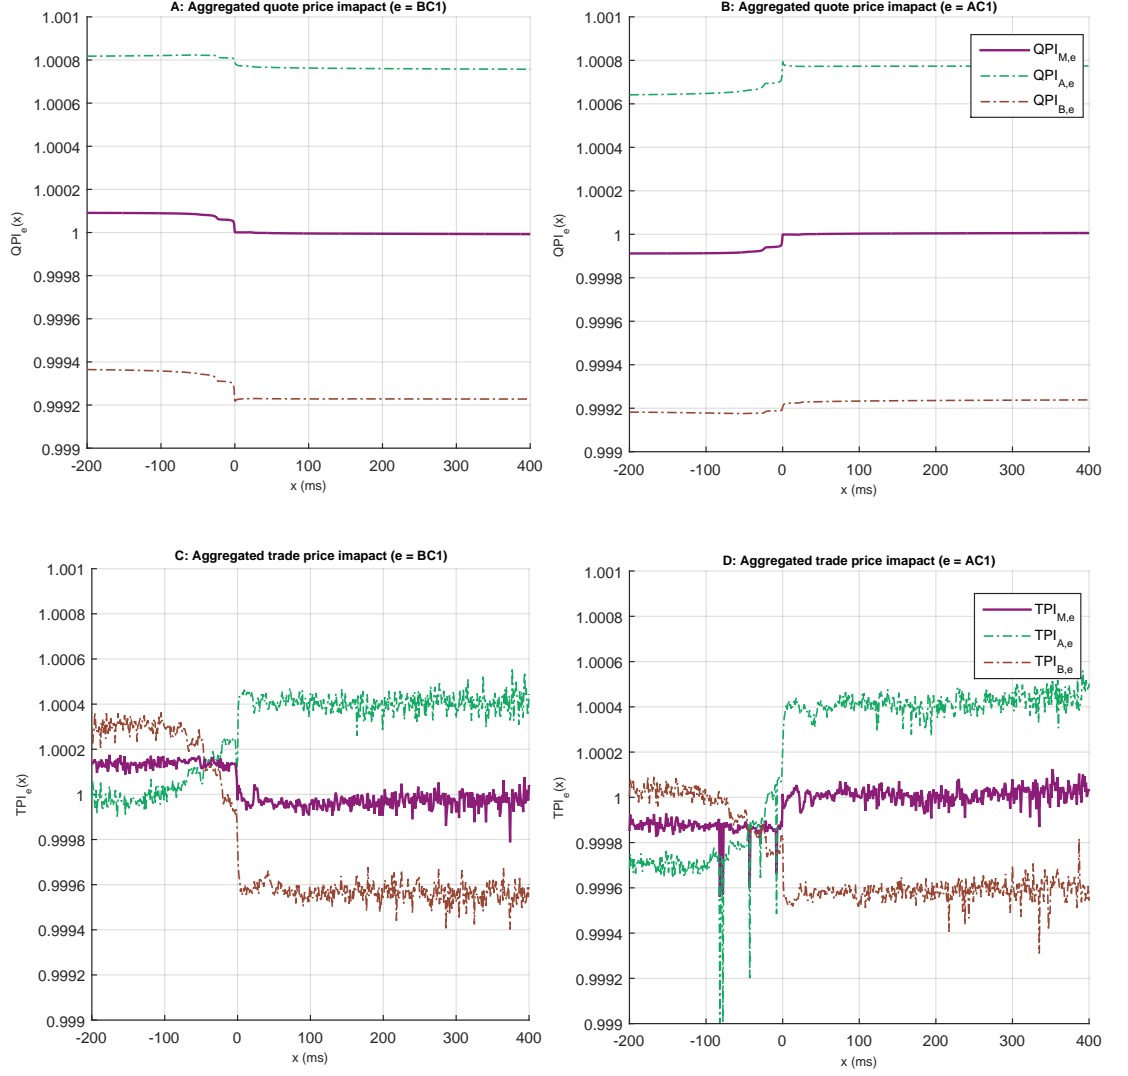 A: Aggregated quote price imapact (e = BC1)
1.001
1.0008
1.0006
1.0004
1.0002
1
0.9998
0.9996
0.9994
0.9992
0.999
QPI_e(x)
-200 -100 0 100 200 300 400
x (ms)
B: Aggregated quote price imapact (e = AC1)
1.001
1.0008
1.0006
1.0004
1.0002
1
0.9998
0.9996
0.9994
0.9992
0.999
QPI_e(x)
QPI_M,e
QPI_A,e
QPI_B,e
-200 -100 0 100 200 300 400
x (ms)
C: Aggregated trade price imapact (e = BC1)
1.001
1.0008
1.0006
1.0004
1.0002
1
0.9998
0.9996
0.9994
0.9992
0.999
TPI_e(x)
-200 -100 0 100 200 300 400
x (ms)
D: Aggregated trade price imapact (e = AC1)
1.001
1.0008
1.0006
1.0004
1.0002
1
0.9998
0.9996
0.9994
0.9992
0.999
TPI_e(x)
TPI_M,e
TPI_A,e
TPI_B,e
-200 -100 0 100 200 300 400
x (ms)